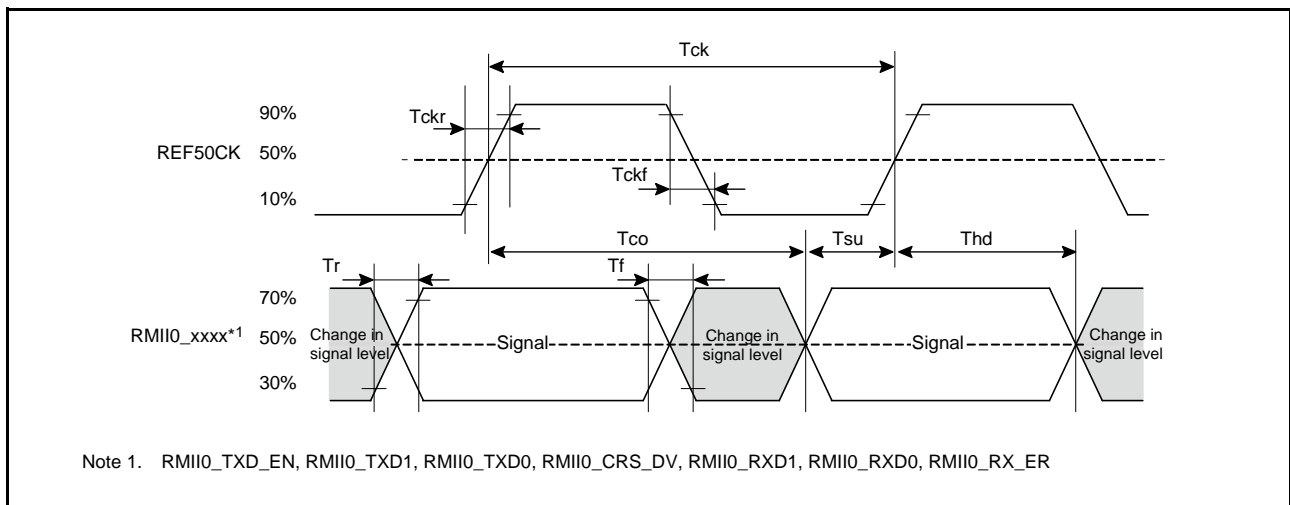 Tck
90%
Tckr
REF50CK 50%
Tckf
10%
Tco Tsu Thd
Tr Tf
70%
RMII0_xxxx*1 50% Change in signal level Signal Change in signal level Signal Change in signal level
30%
Note 1. RMII0_TXD_EN, RMII0_TXD1, RMII0_TXD0, RMII0_CRS_DV, RMII0_RXD1, RMII0_RXD0, RMII0_RX_ER